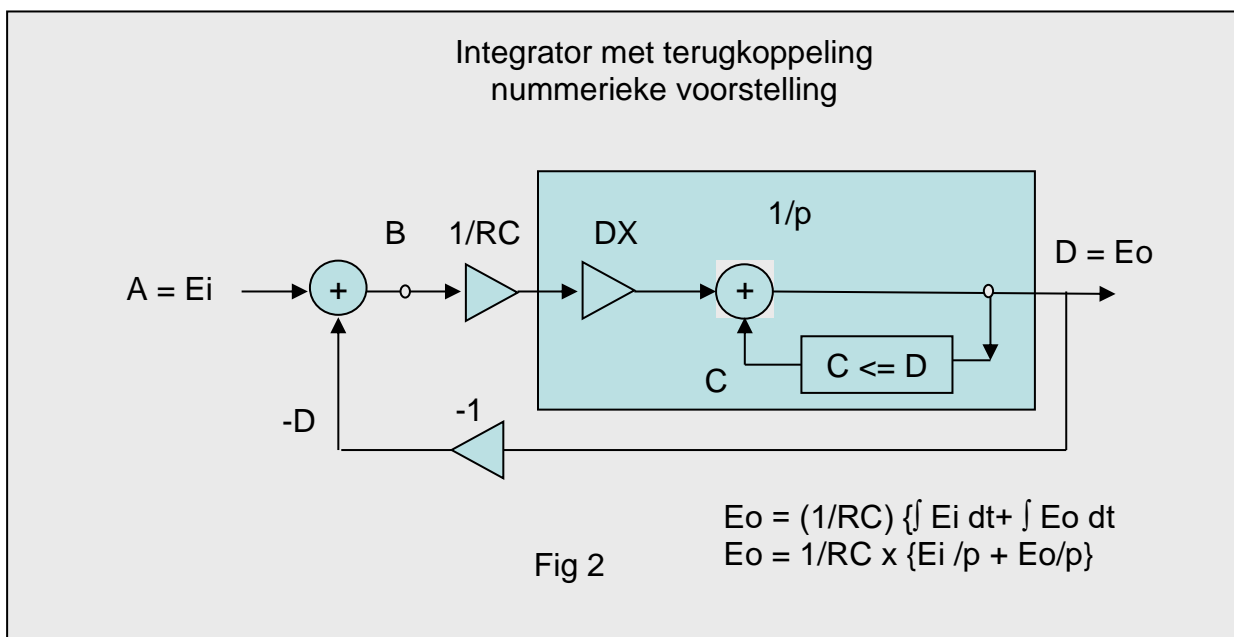 Integrator met terugkoppeling
nummerieke voorstelling
1/p
B
1/RC
DX
D = Eo
A = Ei
+
+
C <= D
C
-1
-D
Eo = (1/RC) {∫ Ei dt+ ∫ Eo dt
Eo = 1/RC x {Ei /p + Eo/p}
Fig 2